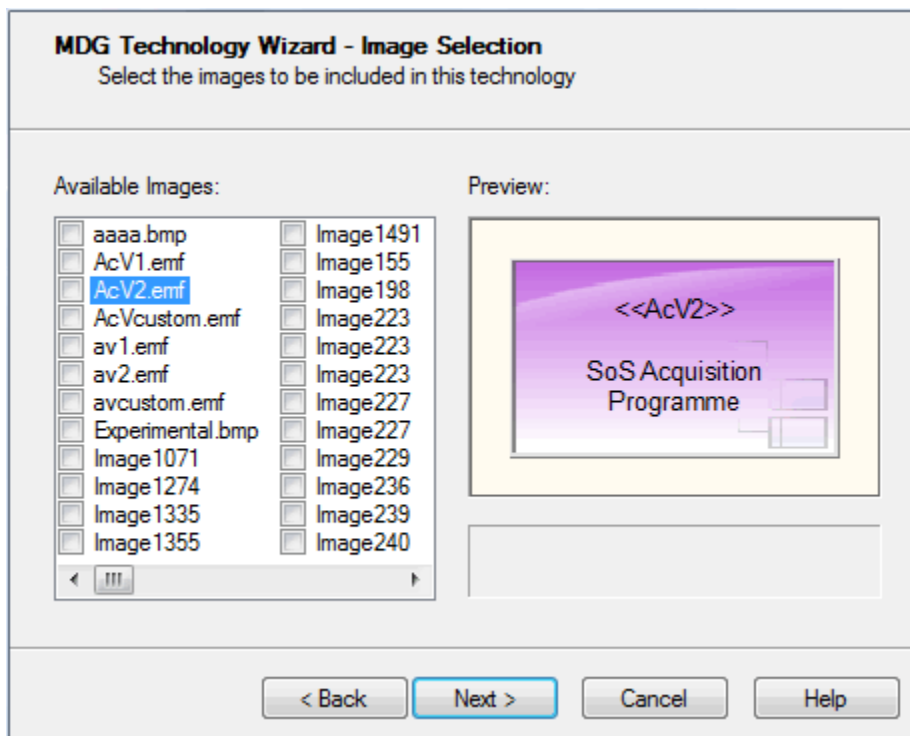 MDG Technology Wizard - Image Selection
Select the images to be included in this technology
Available Images:
aaaa.bmp
AcV1.emf
AcV2.emf
AcVcustom.emf
av1.emf
av2.emf
avcustom.emf
Experimental.bmp
Image1071
Image1274
Image1335
Image1355
Image1491
Image155
Image198
Image223
Image223
Image223
Image227
Image227
Image229
Image236
Image239
Image240
Preview:
<<AcV2>>
SoS Acquisition
Programme
< Back
Next >
Cancel
Help